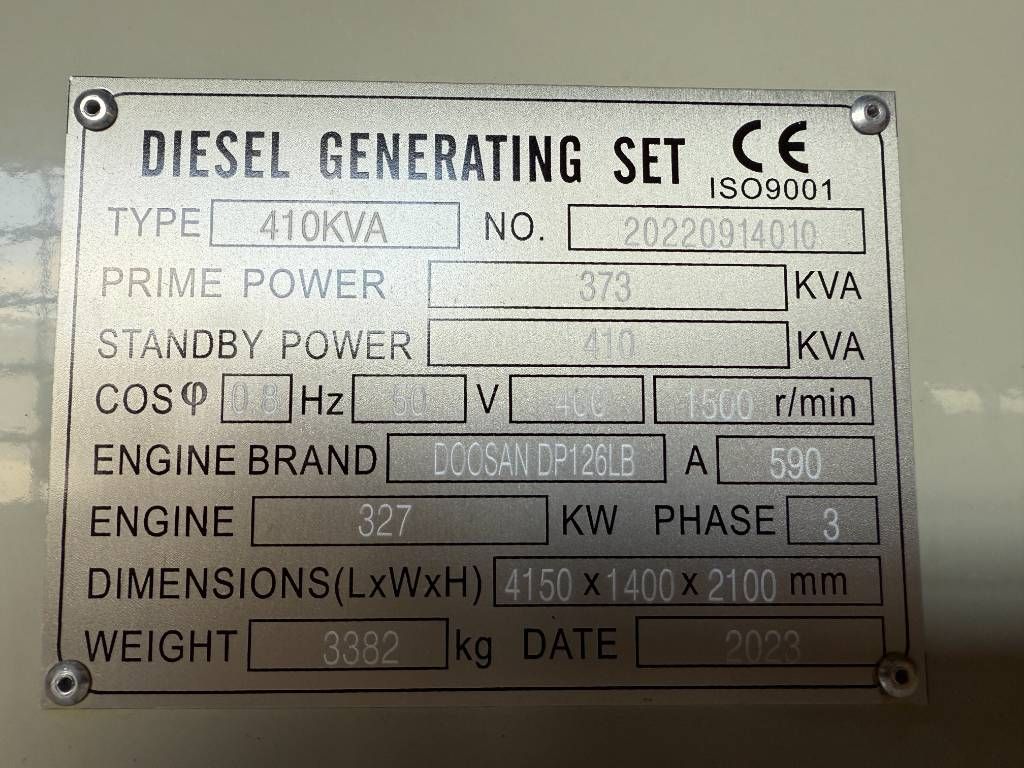 DIESEL GENERATING SET CE
ISO9001
TYPE 410KVA NO. 20220914010
PRIME POWER 373 KVA
STANDBY POWER 410 KVA
COSφ 0.8 Hz 50 V 400 1500 r/min
ENGINE BRAND DOOSAN DP126LB A 590
ENGINE 327 KW PHASE 3
DIMENSIONS(LxWxH) 4150 x 1400 x 2100 mm
WEIGHT 3382 kg DATE 2023